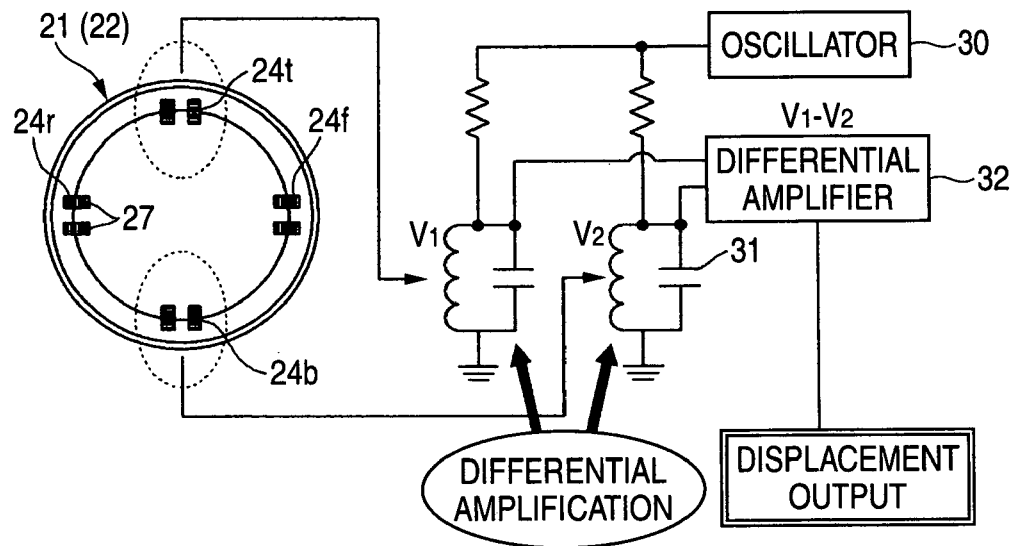 21 (22)
24t
24r
24f
27
24b
OSCILLATOR
30
V1-V2
DIFFERENTIAL
AMPLIFIER
32
V1
V2
31
DIFFERENTIAL
AMPLIFICATION
DISPLACEMENT
OUTPUT